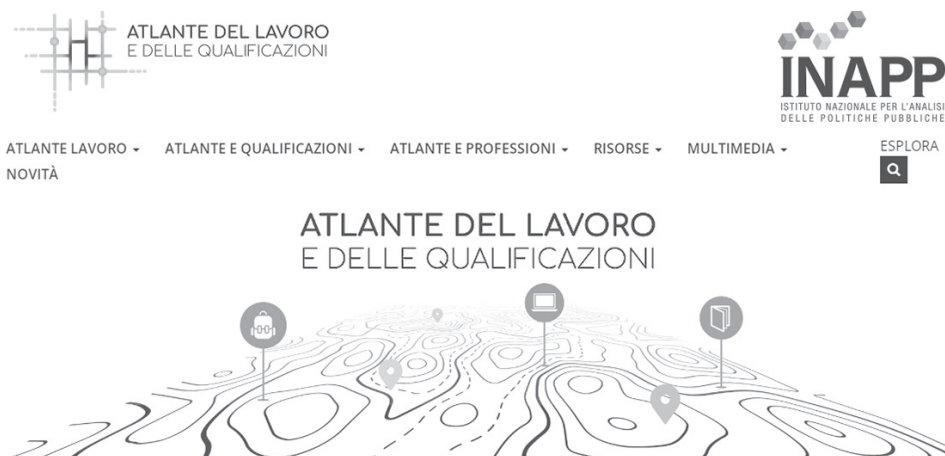 ATLANTE DEL LAVORO
E DELLE QUALIFICAZIONI
INAPP
ISTITUTO NAZIONALE PER L'ANALISI
DELLE POLITICHE PUBBLICHE
ATLANTE LAVORO ATLANTE E QUALIFICAZIONI ATLANTE E PROFESSIONI RISORSE MULTIMEDIA ESPLORA
NOVITÀ
ATLANTE DEL LAVORO
E DELLE QUALIFICAZIONI